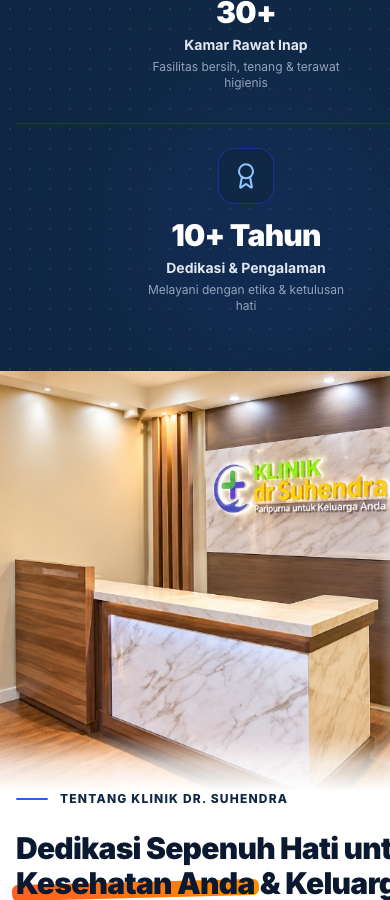 30+
Kamar Rawat Inap
Fasilitas bersih, tenang & terawat
higienis
10+ Tahun
Dedikasi & Pengalaman
Melayani dengan etika & ketulusan
hati
KLINIK
dr Suhendra
Paripurna untuk Keluarga Anda
TENTANG KLINIK DR. SUHENDRA
Dedikasi Sepenuh Hati unt
Kesehatan Anda & Keluarg